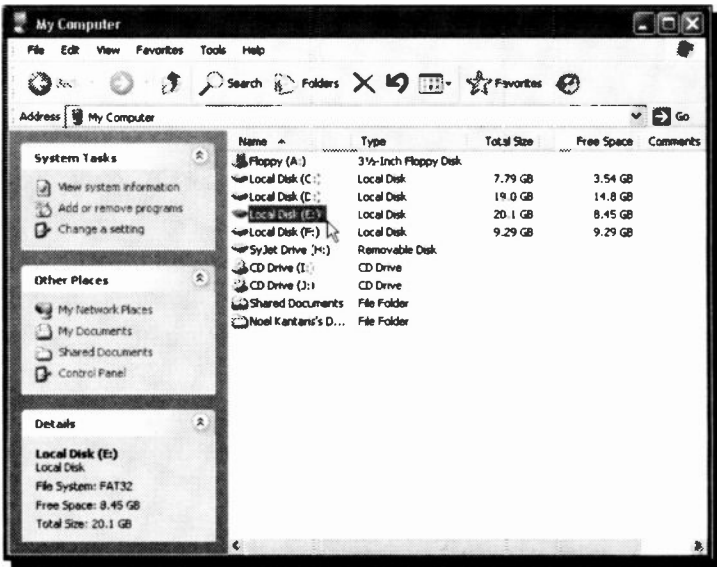 My Computer
File Edit View Favorites Tools Help
Search Folders Favorites
Address My Computer Go
Name Type Total Size Free Space Comments
System Tasks
View system information
Add or remove programs
Change a setting
Other Places
My Network Places
My Documents
Shared Documents
Control Panel
Details
Local Disk (E:)
Local Disk
File System: FAT32
Free Space: 8.45 GB
Total Size: 20.1 GB
Floppy (A:) 3½-Inch Floppy Disk
Local Disk (C:) Local Disk 7.79 GB 3.54 GB
Local Disk (D:) Local Disk 19.0 GB 14.8 GB
Local Disk (E:) Local Disk 20.1 GB 8.45 GB
Local Disk (F:) Local Disk 9.29 GB 9.29 GB
SyJet Drive (H:) Removable Disk
CD Drive (I:) CD Drive
CD Drive (J:) CD Drive
Shared Documents File Folder
Noel Kantaris's D... File Folder